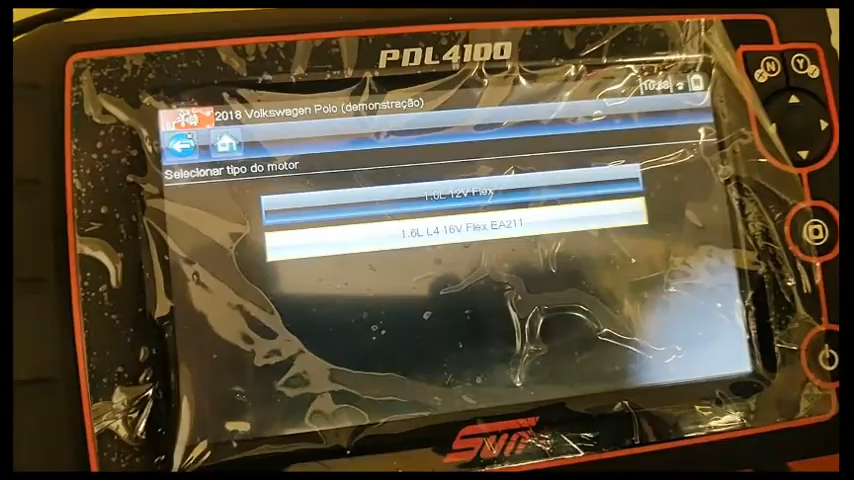 PDL4100
10:28
2018 Volkswagen Polo (demonstração)
Selecionar tipo do motor
1.0L 12V Flex
1.6L L4 16V Flex EA211
N
Y
Sun